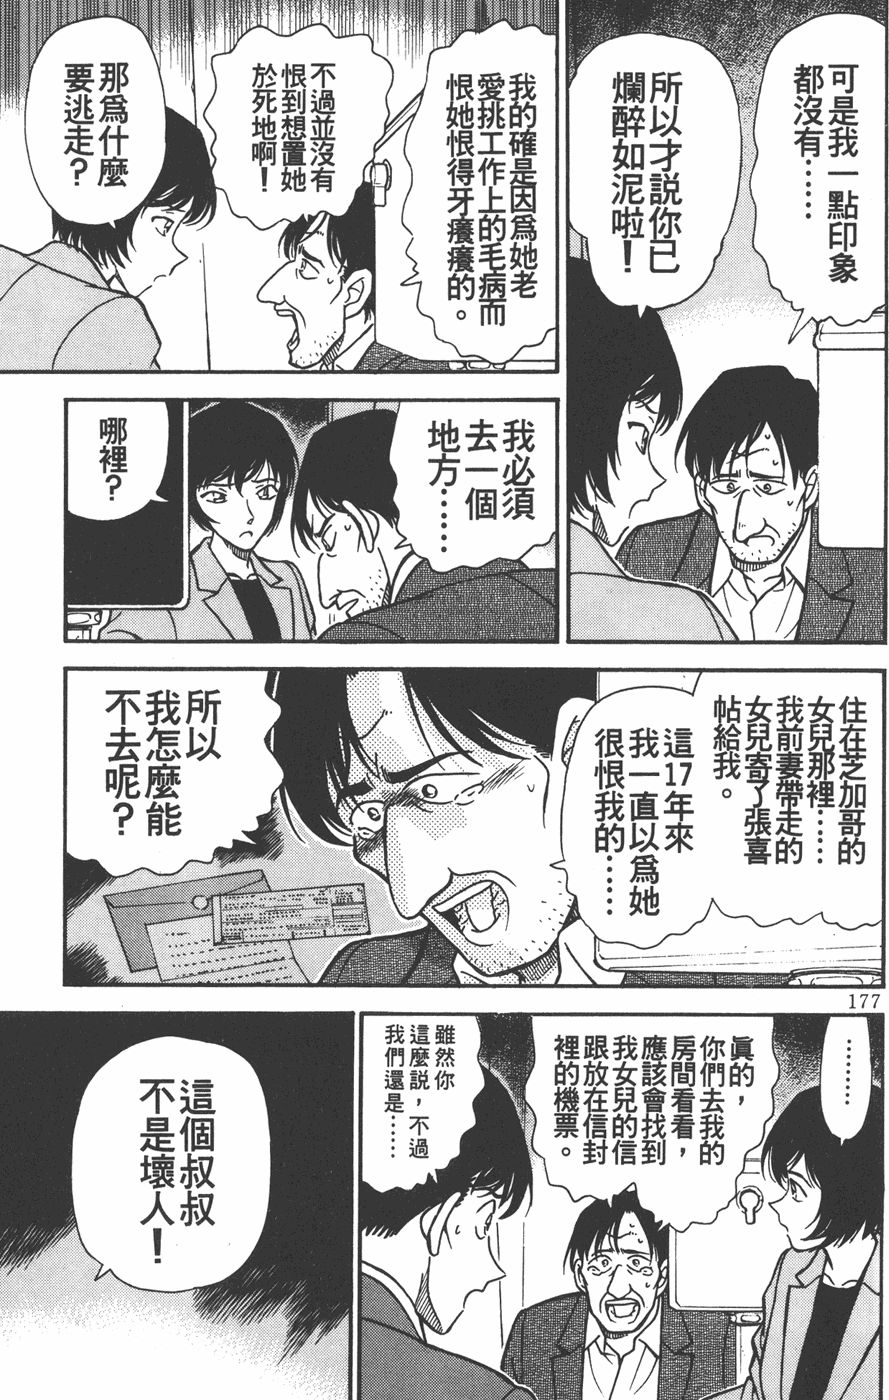 可是我一點印象
都沒有……
所以才說你已
爛醉如泥啦！
我的確是因爲她老
愛挑工作上的毛病而
恨她恨得牙癢癢的。
不過並沒有
恨到想置她
於死地啊！
那爲什麼
要逃走？
我必須
去一個
地方……
哪裡？
住在芝加哥的
女兒那裡……
我前妻帶走的
女兒寄了張喜
帖給我。
這17年來
我一直以爲她
很恨我的……
所以
我怎麼能
不去呢？
177
……
眞的，
你們去我的
房間看看，
應該會找到
我女兒的信
跟放在信封
裡的機票。
雖然你
這麼說，不過
我們還是……
這個叔叔
不是壞人！